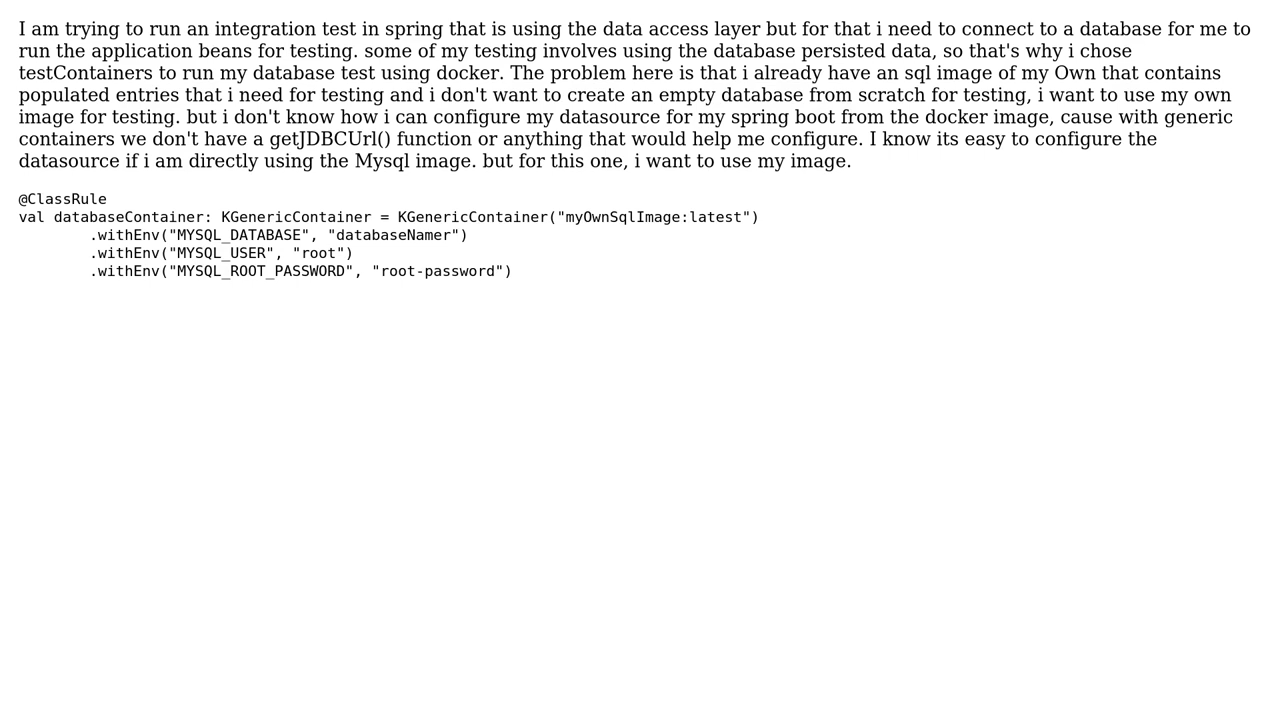 I am trying to run an integration test in spring that is using the data access layer but for that i need to connect to a database for me to
run the application beans for testing. some of my testing involves using the database persisted data, so that's why i chose
testContainers to run my database test using docker. The problem here is that i already have an sql image of my Own that contains
populated entries that i need for testing and i don't want to create an empty database from scratch for testing, i want to use my own
image for testing. but i don't know how i can configure my datasource for my spring boot from the docker image, cause with generic
containers we don't have a getJDBCUrl() function or anything that would help me configure. I know its easy to configure the
datasource if i am directly using the Mysql image. but for this one, i want to use my image.
@ClassRule
val databaseContainer: KGenericContainer = KGenericContainer("myOwnSqlImage:latest")
        .withEnv("MYSQL_DATABASE", "databaseNamer")
        .withEnv("MYSQL_USER", "root")
        .withEnv("MYSQL_ROOT_PASSWORD", "root-password")